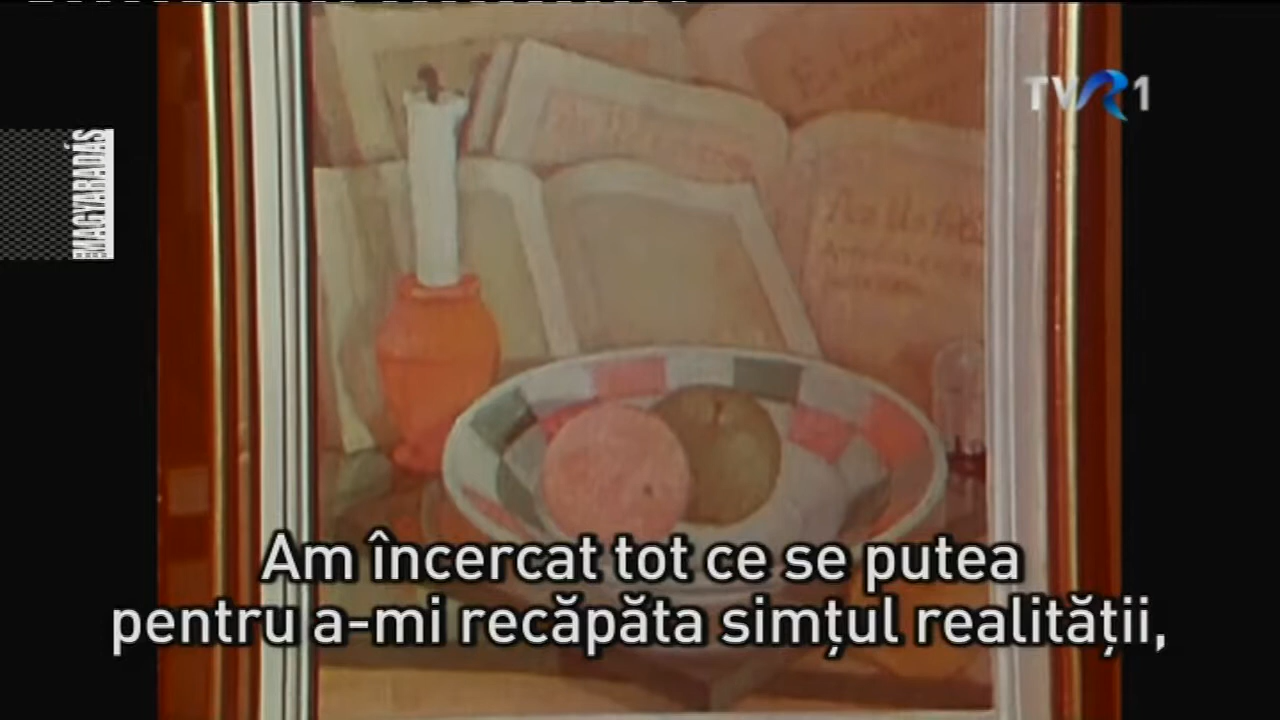 TVR1
MAGYARADÁS
Am încercat tot ce se putea
pentru a-mi recăpăta simțul realității,